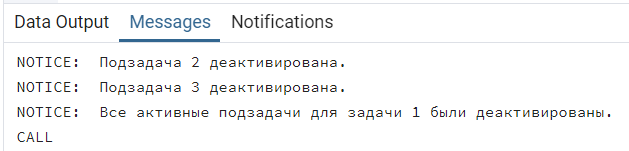 Data Output Messages Notifications
NOTICE:  Подзадача 2 деактивирована.
NOTICE:  Подзадача 3 деактивирована.
NOTICE:  Все активные подзадачи для задачи 1 были деактивированы.
CALL